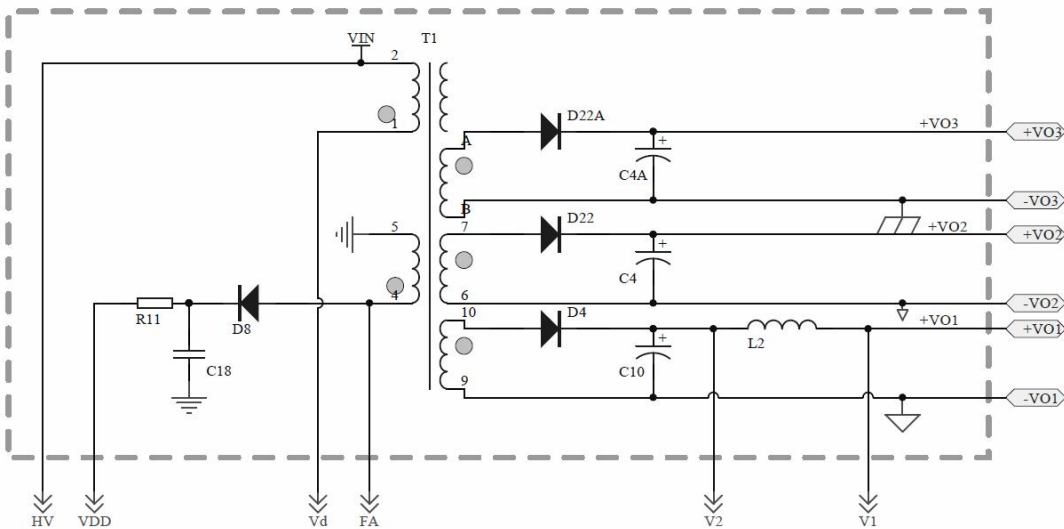 VIN
T1
2
1
D22A
+VO3
+VO3
A
C4A
+
B
-VO3
5
7
D22
+VO2
+VO2
+
C4
4
6
-VO2
R11
D8
10
D4
+VO1
+VO1
L2
+
C18
C10
9
-VO1
HV
VDD
Vd
FA
V2
V1